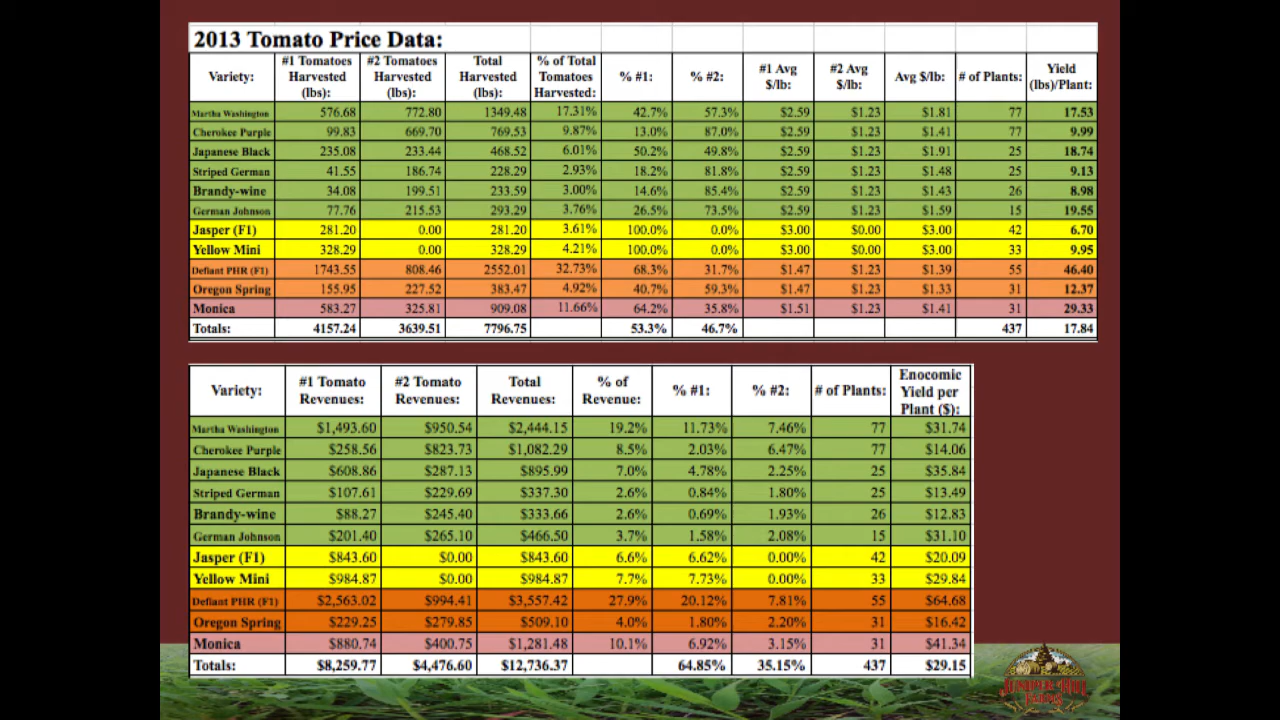 2013 Tomato Price Data:
Variety: #1 Tomatoes Harvested (lbs): #2 Tomatoes Harvested (lbs): Total Harvested (lbs): % of Total Tomatoes Harvested: % #1: % #2: #1 Avg $/lb: #2 Avg $/lb: Avg $/lb: # of Plants: Yield (lbs)/Plant:
Martha Washington 576.68 772.80 1349.48 17.31% 42.7% 57.3% $2.59 $1.23 $1.81 77 17.53
Cherokee Purple 99.83 669.70 769.53 9.87% 13.0% 87.0% $2.59 $1.23 $1.41 77 9.99
Japanese Black 235.08 233.44 468.52 6.01% 50.2% 49.8% $2.59 $1.23 $1.91 25 18.74
Striped German 41.55 186.74 228.29 2.93% 18.2% 81.8% $2.59 $1.23 $1.48 25 9.13
Brandy-wine 34.08 199.51 233.59 3.00% 14.6% 85.4% $2.59 $1.23 $1.43 26 8.98
German Johnson 77.76 215.53 293.29 3.76% 26.5% 73.5% $2.59 $1.23 $1.59 15 19.55
Jasper (F1) 281.20 0.00 281.20 3.61% 100.0% 0.0% $3.00 $0.00 $3.00 42 6.70
Yellow Mini 328.29 0.00 328.29 4.21% 100.0% 0.0% $3.00 $0.00 $3.00 33 9.95
Defiant PHR (F1) 1743.55 808.46 2552.01 32.73% 68.3% 31.7% $1.47 $1.23 $1.39 55 46.40
Oregon Spring 155.95 227.52 383.47 4.92% 40.7% 59.3% $1.47 $1.23 $1.33 31 12.37
Monica 583.27 325.81 909.08 11.66% 64.2% 35.8% $1.51 $1.23 $1.41 31 29.33
Totals: 4157.24 3639.51 7796.75 53.3% 46.7% 437 17.84
Variety: #1 Tomato Revenues: #2 Tomato Revenues: Total Revenues: % of Revenue: % #1: % #2: # of Plants: Enocomic Yield per Plant ($):
Martha Washington $1,493.60 $950.54 $2,444.15 19.2% 11.73% 7.46% 77 $31.74
Cherokee Purple $258.56 $823.73 $1,082.29 8.5% 2.03% 6.47% 77 $14.06
Japanese Black $608.86 $287.13 $895.99 7.0% 4.78% 2.25% 25 $35.84
Striped German $107.61 $229.69 $337.30 2.6% 0.84% 1.80% 25 $13.49
Brandy-wine $88.27 $245.40 $333.66 2.6% 0.69% 1.93% 26 $12.83
German Johnson $201.40 $265.10 $466.50 3.7% 1.58% 2.08% 15 $31.10
Jasper (F1) $843.60 $0.00 $843.60 6.6% 6.62% 0.00% 42 $20.09
Yellow Mini $984.87 $0.00 $984.87 7.7% 7.73% 0.00% 33 $29.84
Defiant PHR (F1) $2,563.02 $994.41 $3,557.42 27.9% 20.12% 7.81% 55 $64.68
Oregon Spring $229.25 $279.85 $509.10 4.0% 1.80% 2.20% 31 $16.42
Monica $880.74 $400.75 $1,281.48 10.1% 6.92% 3.15% 31 $41.34
Totals: $8,259.77 $4,476.60 $12,736.37 64.85% 35.15% 437 $29.15
Farms